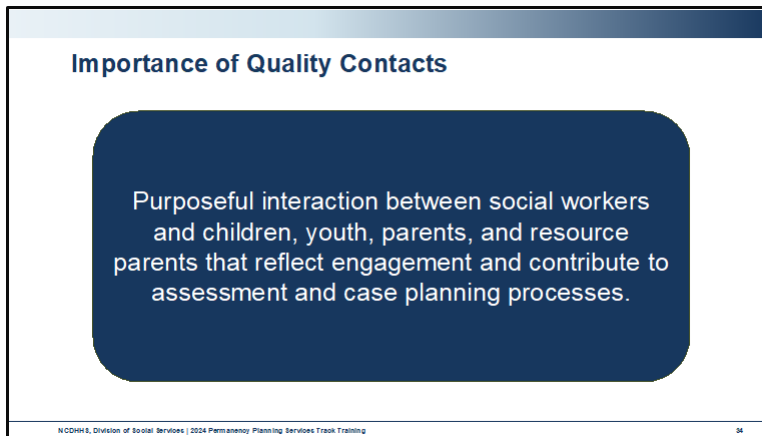 Importance of Quality Contacts
Purposeful interaction between social workers
and children, youth, parents, and resource
parents that reflect engagement and contribute to
assessment and case planning processes.
NCDHHS, Division of Social Services | 2024 Permanency Planning Services Track Training
34